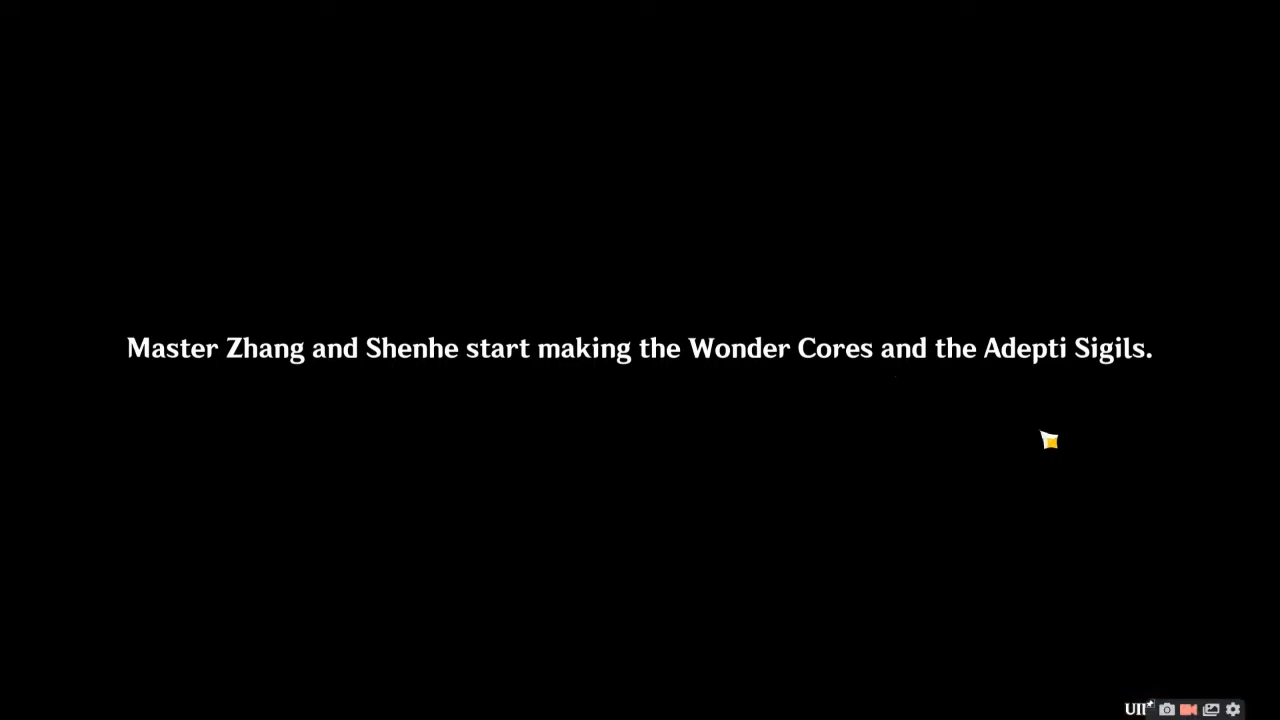 Master Zhang and Shenhe start making the Wonder Cores and the Adepti Sigils.